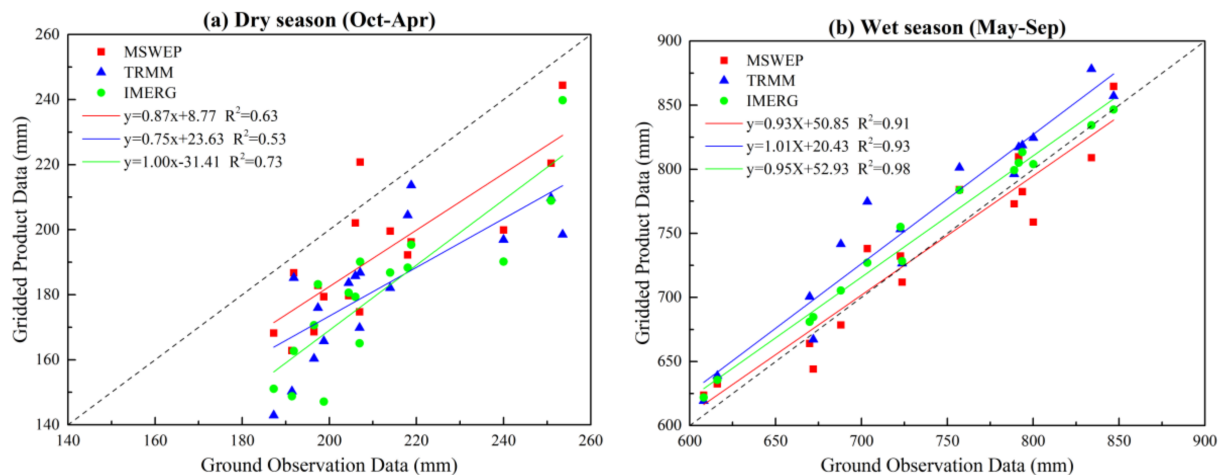 (a) Dry season (Oct-Apr)
260
240
220
200
180
160
140
140 160 180 200 220 240 260
Gridded Product Data (mm)
Ground Observation Data (mm)
MSWEP
TRMM
IMERG
y=0.87x+8.77 R²=0.63
y=0.75x+23.63 R²=0.53
y=1.00x-31.41 R²=0.73
(b) Wet season (May-Sep)
900
850
800
750
700
650
600
600 650 700 750 800 850 900
Gridded Product Data (mm)
Ground Observation Data (mm)
MSWEP
TRMM
IMERG
y=0.93X+50.85 R²=0.91
y=1.01X+20.43 R²=0.93
y=0.95X+52.93 R²=0.98